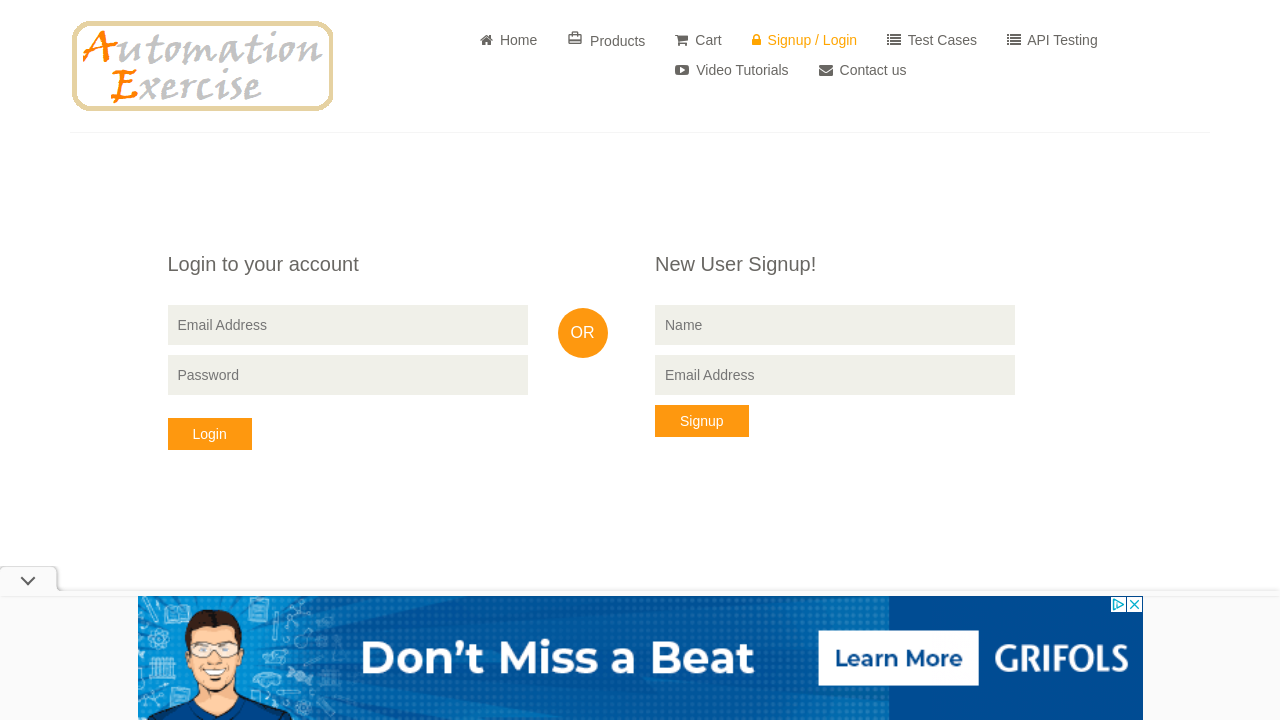 Automation
Exercise
Home
Products
Cart
Signup / Login
Test Cases
API Testing
Video Tutorials
Contact us
Login to your account
Email Address
Password
Login
OR
New User Signup!
Name
Email Address
Signup
Don't Miss a Beat
Learn More
GRIFOLS